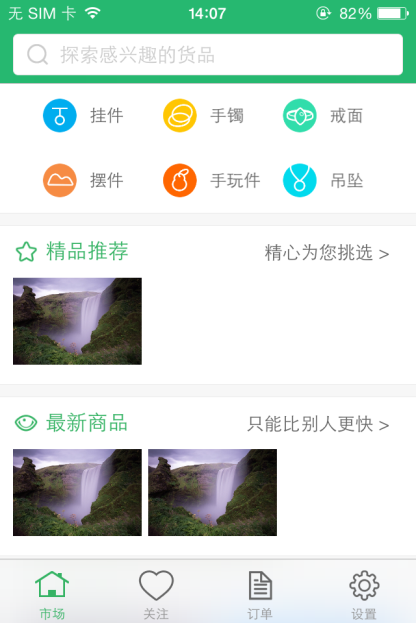 无 SIM 卡 14:07 82%
探索感兴趣的货品
挂件 手镯 戒面
摆件 手玩件 吊坠
精品推荐 精心为您挑选 >
最新商品 只能比别人更快 >
市场 关注 订单 设置